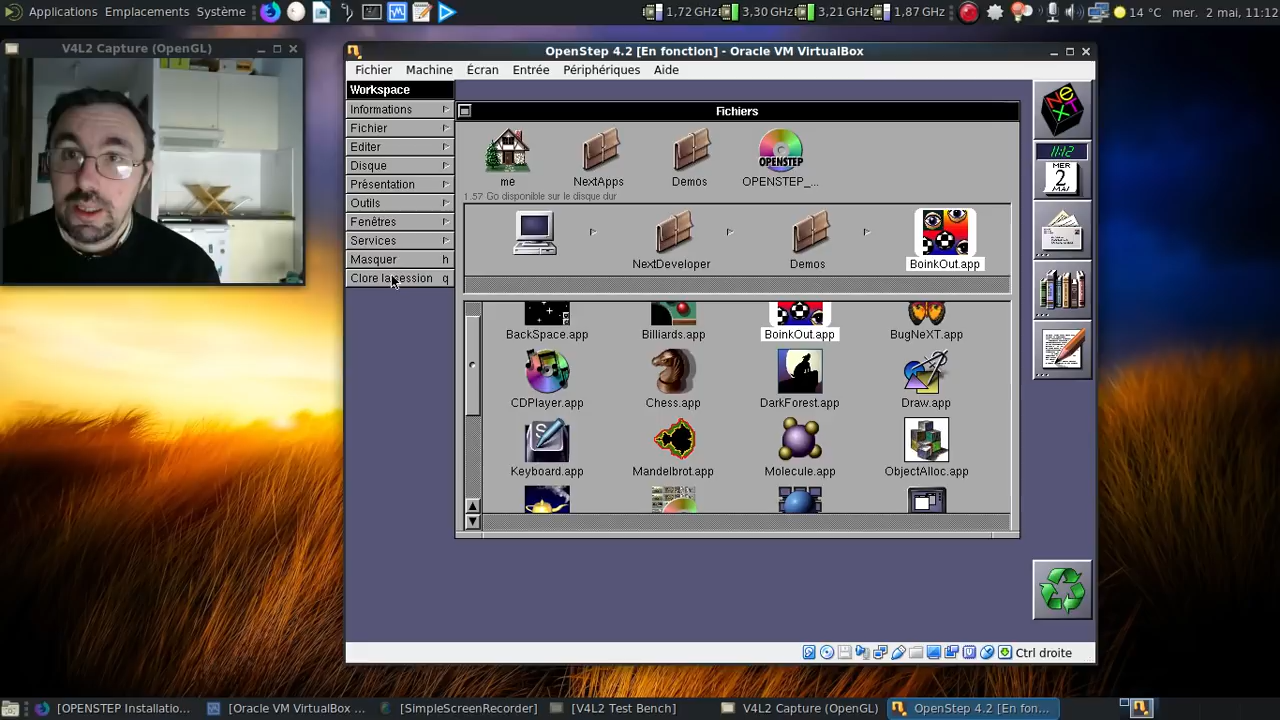 Applications Emplacements Système
1,72 GHz 3,30 GHz 3,21 GHz 1,87 GHz
14 °C mer. 2 mai, 11:12
V4L2 Capture (OpenGL)
OpenStep 4.2 [En fonction] - Oracle VM VirtualBox
Fichier Machine Écran Entrée Périphériques Aide
Workspace
Informations
Fichier
Editer
Disque
Présentation
Outils
Fenêtres
Services
Masquer h
Clore la session q
Fichiers
me NextApps Demos OPENSTEP_...
1.57 Go disponible sur le disque dur
NextDeveloper Demos BoinkOut.app
BackSpace.app Billiards.app BoinkOut.app BugNeXT.app
CDPlayer.app Chess.app DarkForest.app Draw.app
Keyboard.app Mandelbrot.app Molecule.app ObjectAlloc.app
NeXT
11:12
MER
2
MAI
OPENSTEP
Ctrl droite
[OPENSTEP Installatio... [Oracle VM VirtualBox ... [SimpleScreenRecorder] [V4L2 Test Bench] V4L2 Capture (OpenGL) OpenStep 4.2 [En fon...